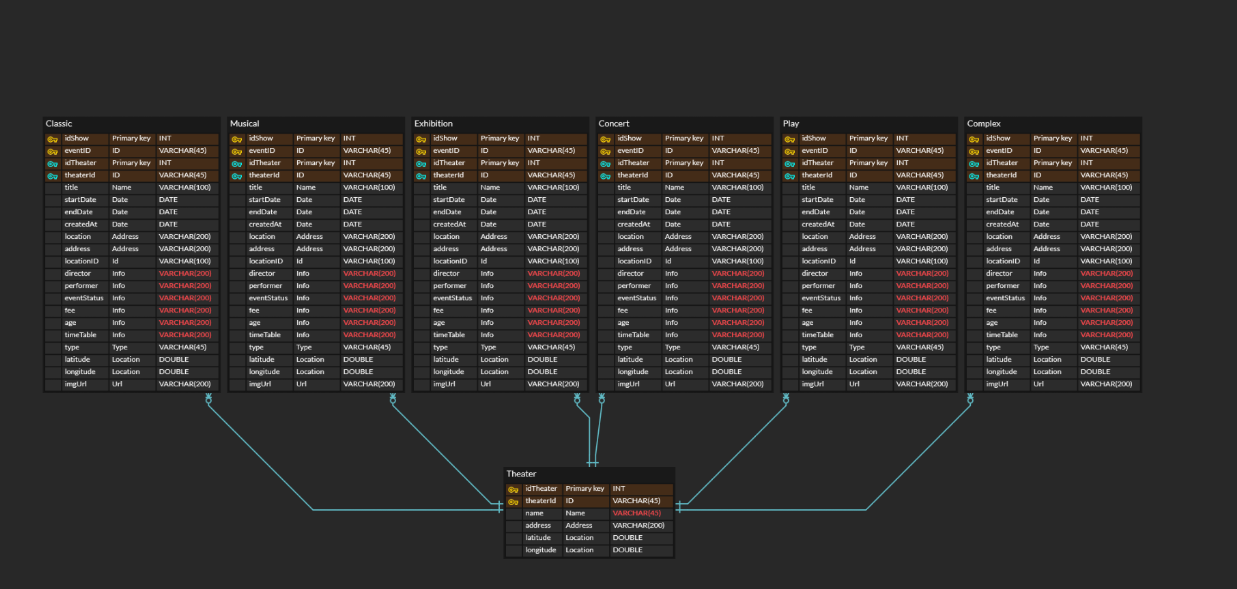 Classic
idShow Primary key INT
eventID ID VARCHAR(45)
idTheater Primary key INT
theaterId ID VARCHAR(45)
title Name VARCHAR(100)
startDate Date DATE
endDate Date DATE
createdAt Date DATE
location Address VARCHAR(200)
address Address VARCHAR(200)
locationID Id VARCHAR(100)
director Info VARCHAR(200)
performer Info VARCHAR(200)
eventStatus Info VARCHAR(200)
fee Info VARCHAR(200)
age Info VARCHAR(200)
timeTable Info VARCHAR(200)
type Type VARCHAR(45)
latitude Location DOUBLE
longitude Location DOUBLE
imgUrl Url VARCHAR(200)
Musical
idShow Primary key INT
eventID ID VARCHAR(45)
idTheater Primary key INT
theaterId ID VARCHAR(45)
title Name VARCHAR(100)
startDate Date DATE
endDate Date DATE
createdAt Date DATE
location Address VARCHAR(200)
address Address VARCHAR(200)
locationID Id VARCHAR(100)
director Info VARCHAR(200)
performer Info VARCHAR(200)
eventStatus Info VARCHAR(200)
fee Info VARCHAR(200)
age Info VARCHAR(200)
timeTable Info VARCHAR(200)
type Type VARCHAR(45)
latitude Location DOUBLE
longitude Location DOUBLE
imgUrl Url VARCHAR(200)
Exhibition
idShow Primary key INT
eventID ID VARCHAR(45)
idTheater Primary key INT
theaterId ID VARCHAR(45)
title Name VARCHAR(100)
startDate Date DATE
endDate Date DATE
createdAt Date DATE
location Address VARCHAR(200)
address Address VARCHAR(200)
locationID Id VARCHAR(100)
director Info VARCHAR(200)
performer Info VARCHAR(200)
eventStatus Info VARCHAR(200)
fee Info VARCHAR(200)
age Info VARCHAR(200)
timeTable Info VARCHAR(200)
type Type VARCHAR(45)
latitude Location DOUBLE
longitude Location DOUBLE
imgUrl Url VARCHAR(200)
Concert
idShow Primary key INT
eventID ID VARCHAR(45)
idTheater Primary key INT
theaterId ID VARCHAR(45)
title Name VARCHAR(100)
startDate Date DATE
endDate Date DATE
createdAt Date DATE
location Address VARCHAR(200)
address Address VARCHAR(200)
locationID Id VARCHAR(100)
director Info VARCHAR(200)
performer Info VARCHAR(200)
eventStatus Info VARCHAR(200)
fee Info VARCHAR(200)
age Info VARCHAR(200)
timeTable Info VARCHAR(200)
type Type VARCHAR(45)
latitude Location DOUBLE
longitude Location DOUBLE
imgUrl Url VARCHAR(200)
Play
idShow Primary key INT
eventID ID VARCHAR(45)
idTheater Primary key INT
theaterId ID VARCHAR(45)
title Name VARCHAR(100)
startDate Date DATE
endDate Date DATE
createdAt Date DATE
location Address VARCHAR(200)
address Address VARCHAR(200)
locationID Id VARCHAR(100)
director Info VARCHAR(200)
performer Info VARCHAR(200)
eventStatus Info VARCHAR(200)
fee Info VARCHAR(200)
age Info VARCHAR(200)
timeTable Info VARCHAR(200)
type Type VARCHAR(45)
latitude Location DOUBLE
longitude Location DOUBLE
imgUrl Url VARCHAR(200)
Complex
idShow Primary key INT
eventID ID VARCHAR(45)
idTheater Primary key INT
theaterId ID VARCHAR(45)
title Name VARCHAR(100)
startDate Date DATE
endDate Date DATE
createdAt Date DATE
location Address VARCHAR(200)
address Address VARCHAR(200)
locationID Id VARCHAR(100)
director Info VARCHAR(200)
performer Info VARCHAR(200)
eventStatus Info VARCHAR(200)
fee Info VARCHAR(200)
age Info VARCHAR(200)
timeTable Info VARCHAR(200)
type Type VARCHAR(45)
latitude Location DOUBLE
longitude Location DOUBLE
imgUrl Url VARCHAR(200)
Theater
idTheater Primary key INT
theaterId ID VARCHAR(45)
name Name VARCHAR(45)
address Address VARCHAR(200)
latitude Location DOUBLE
longitude Location DOUBLE